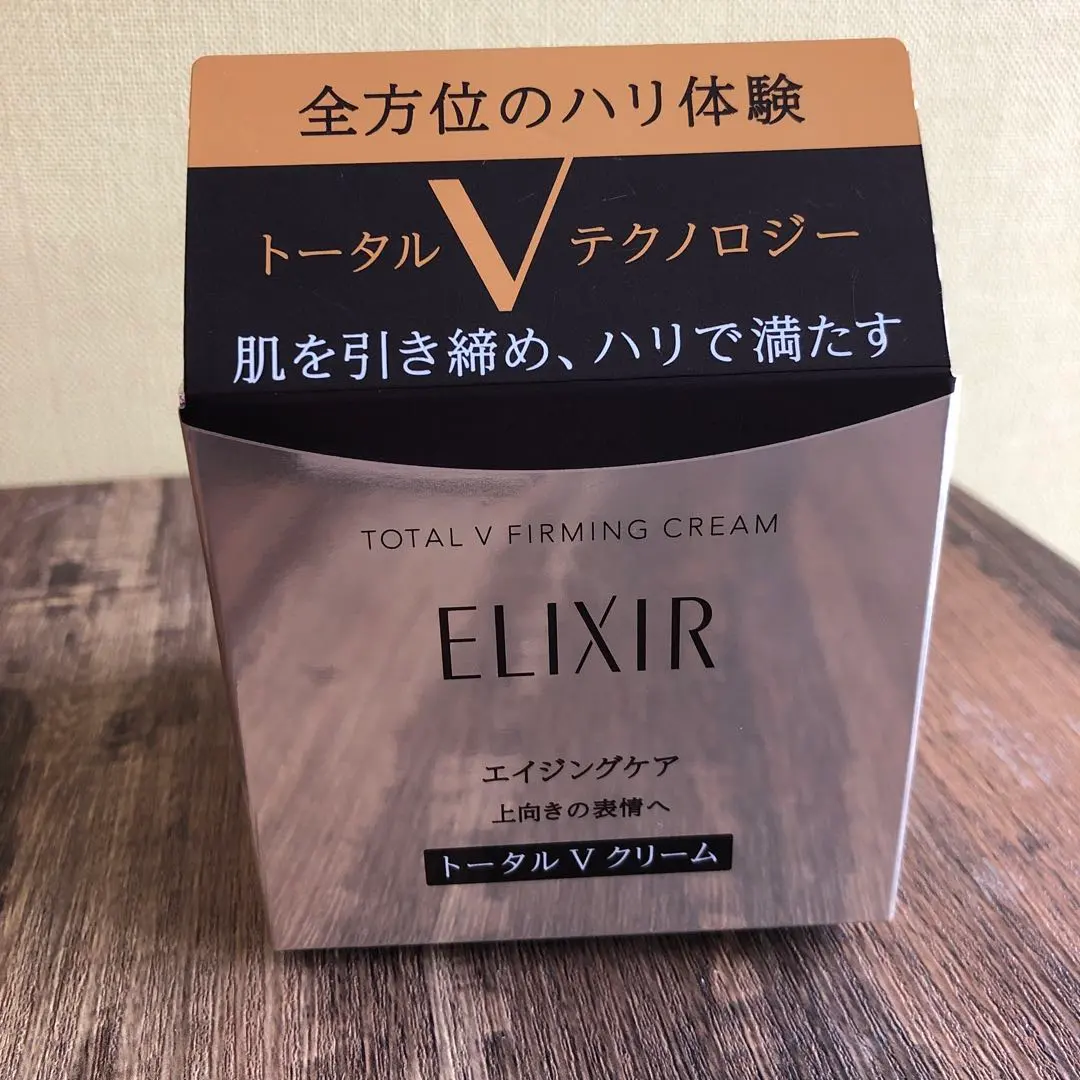 全方位のハリ体験
トータルVテクノロジー
肌を引き締め、ハリで満たす
TOTAL V FIRMING CREAM
ELIXIR
エイジングケア
上向きの表情へ
トータル V クリーム